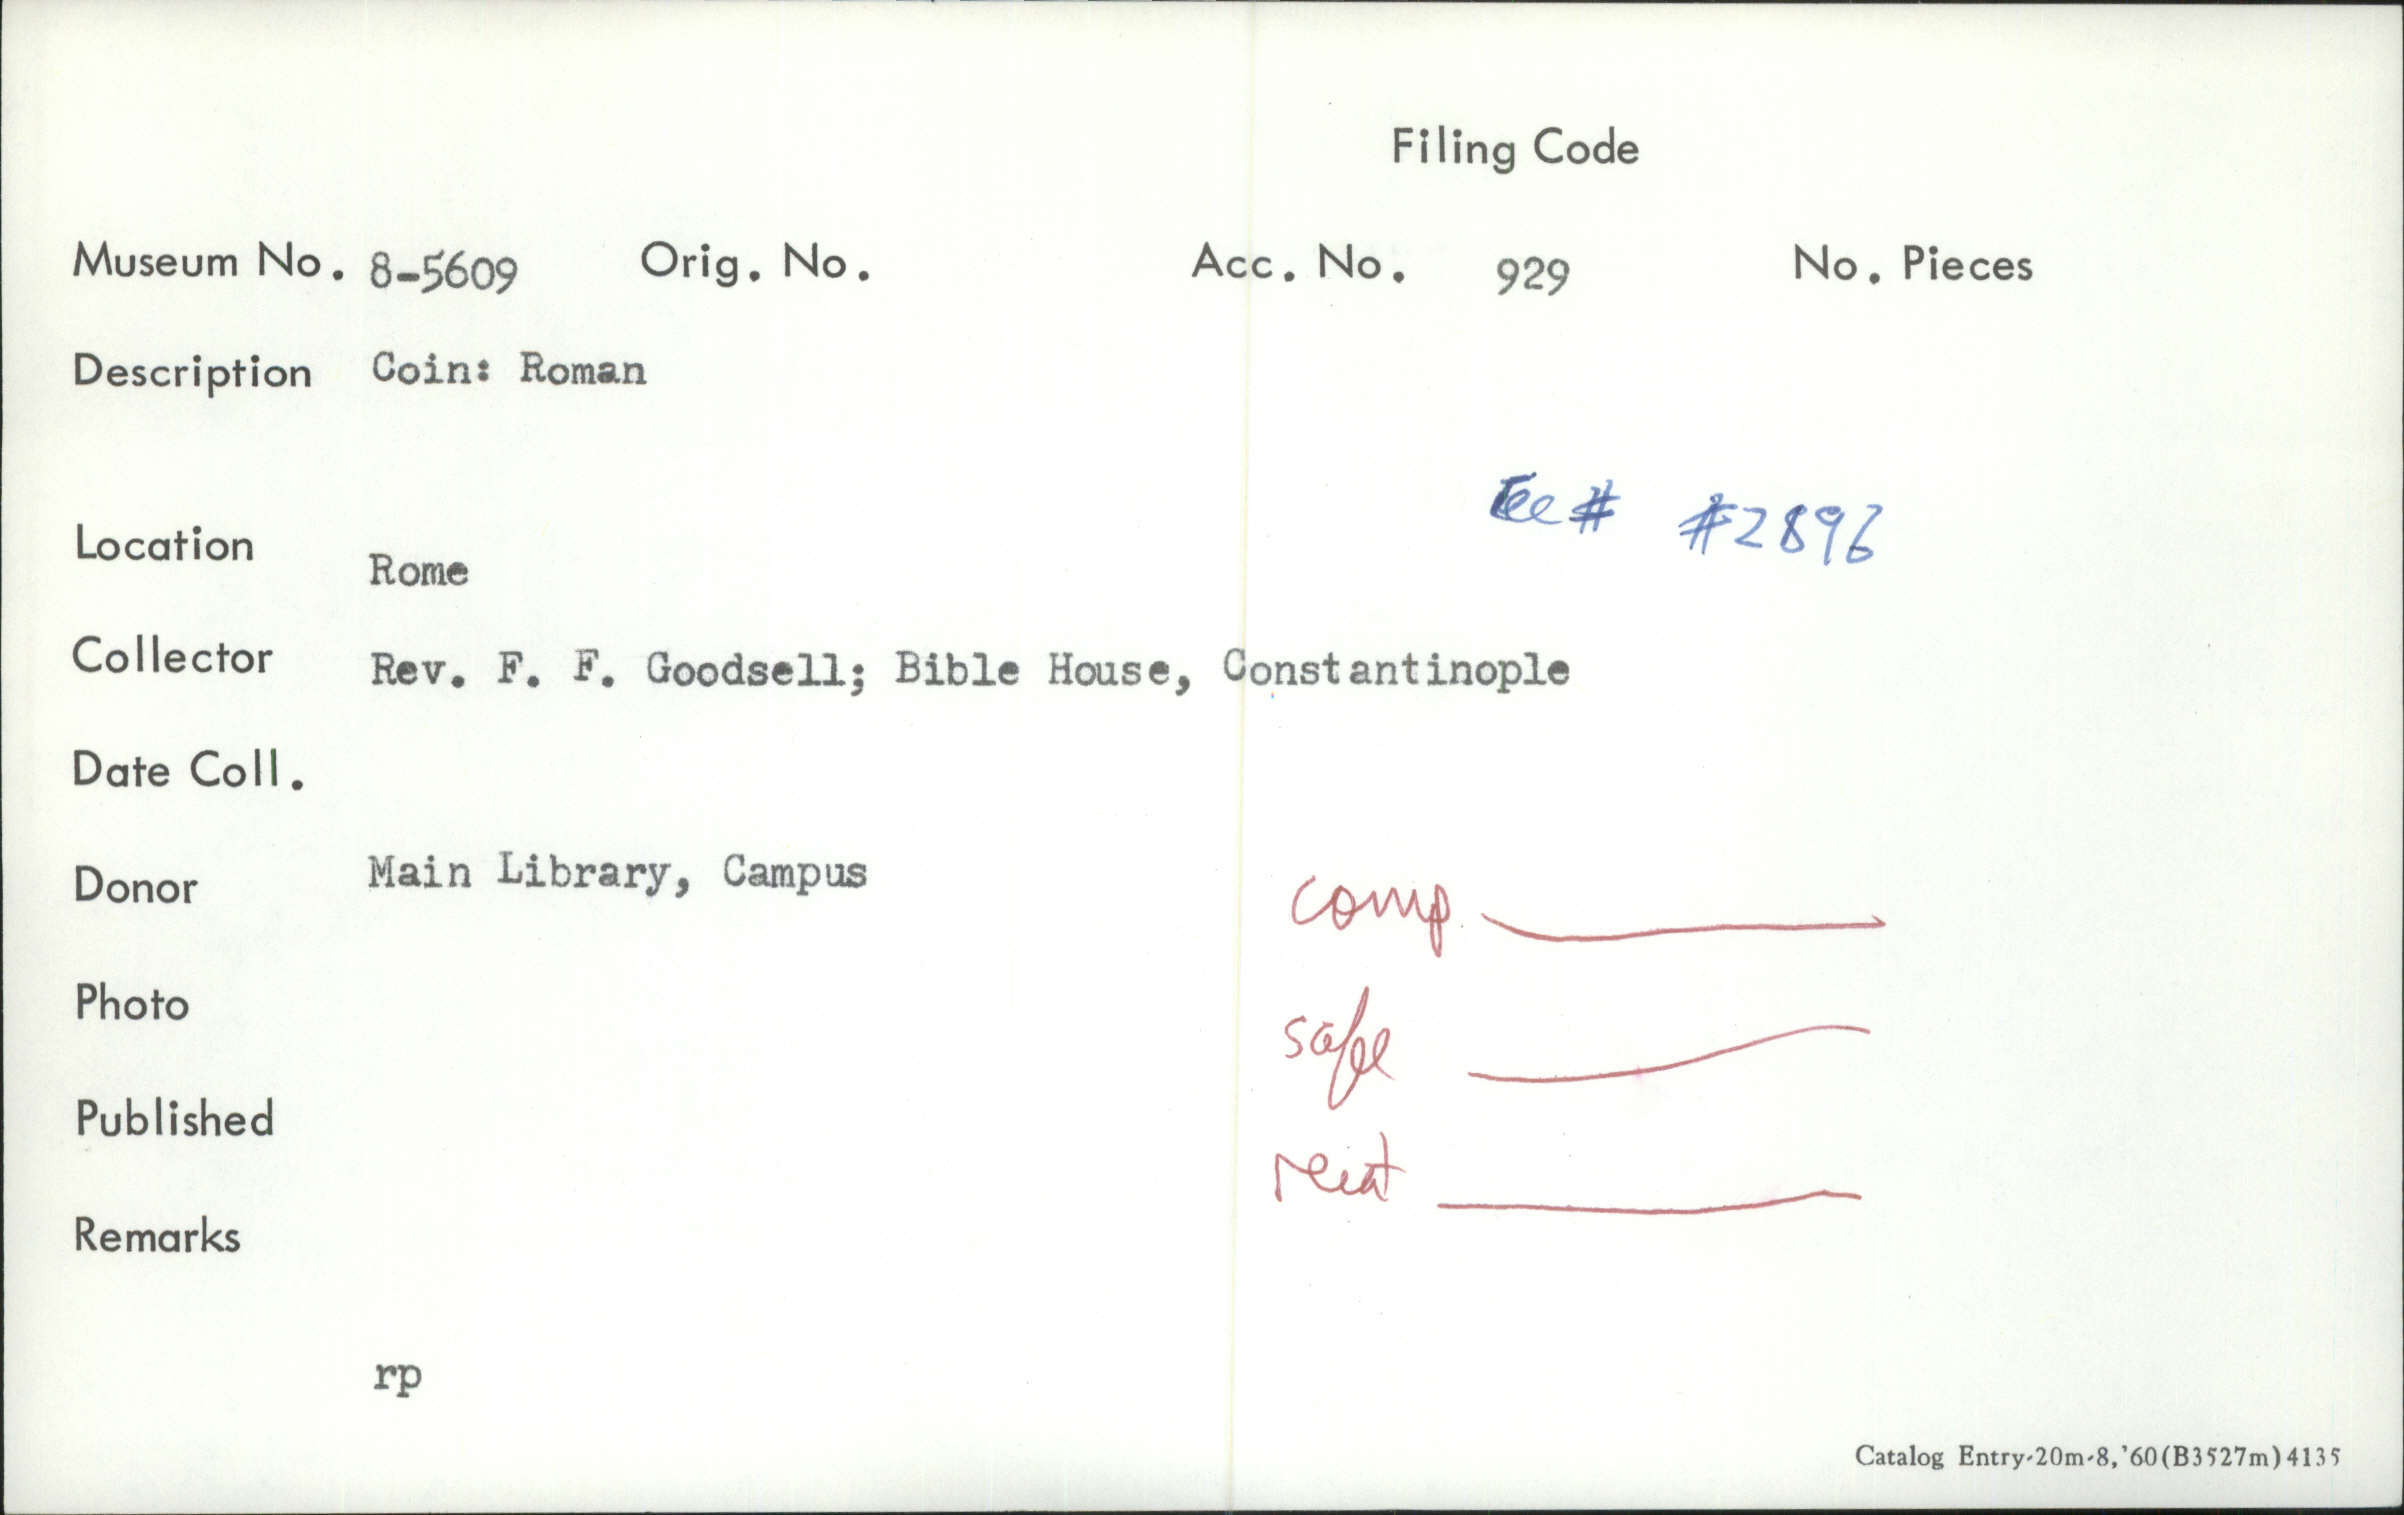 Filing Code
Museum No. 8-5609 Orig. No. Acc. No. 929 No. Pieces
Description Coin: Roman
# #2896
Location Rome
Collector Rev. F. F. Goodsell; Bible House, Constantinople
Date Coll.
Donor Main Library, Campus
comp
Photo
safe
Published
Remarks
rp
Catalog Entry-20m-8,'60(B3527m)4135